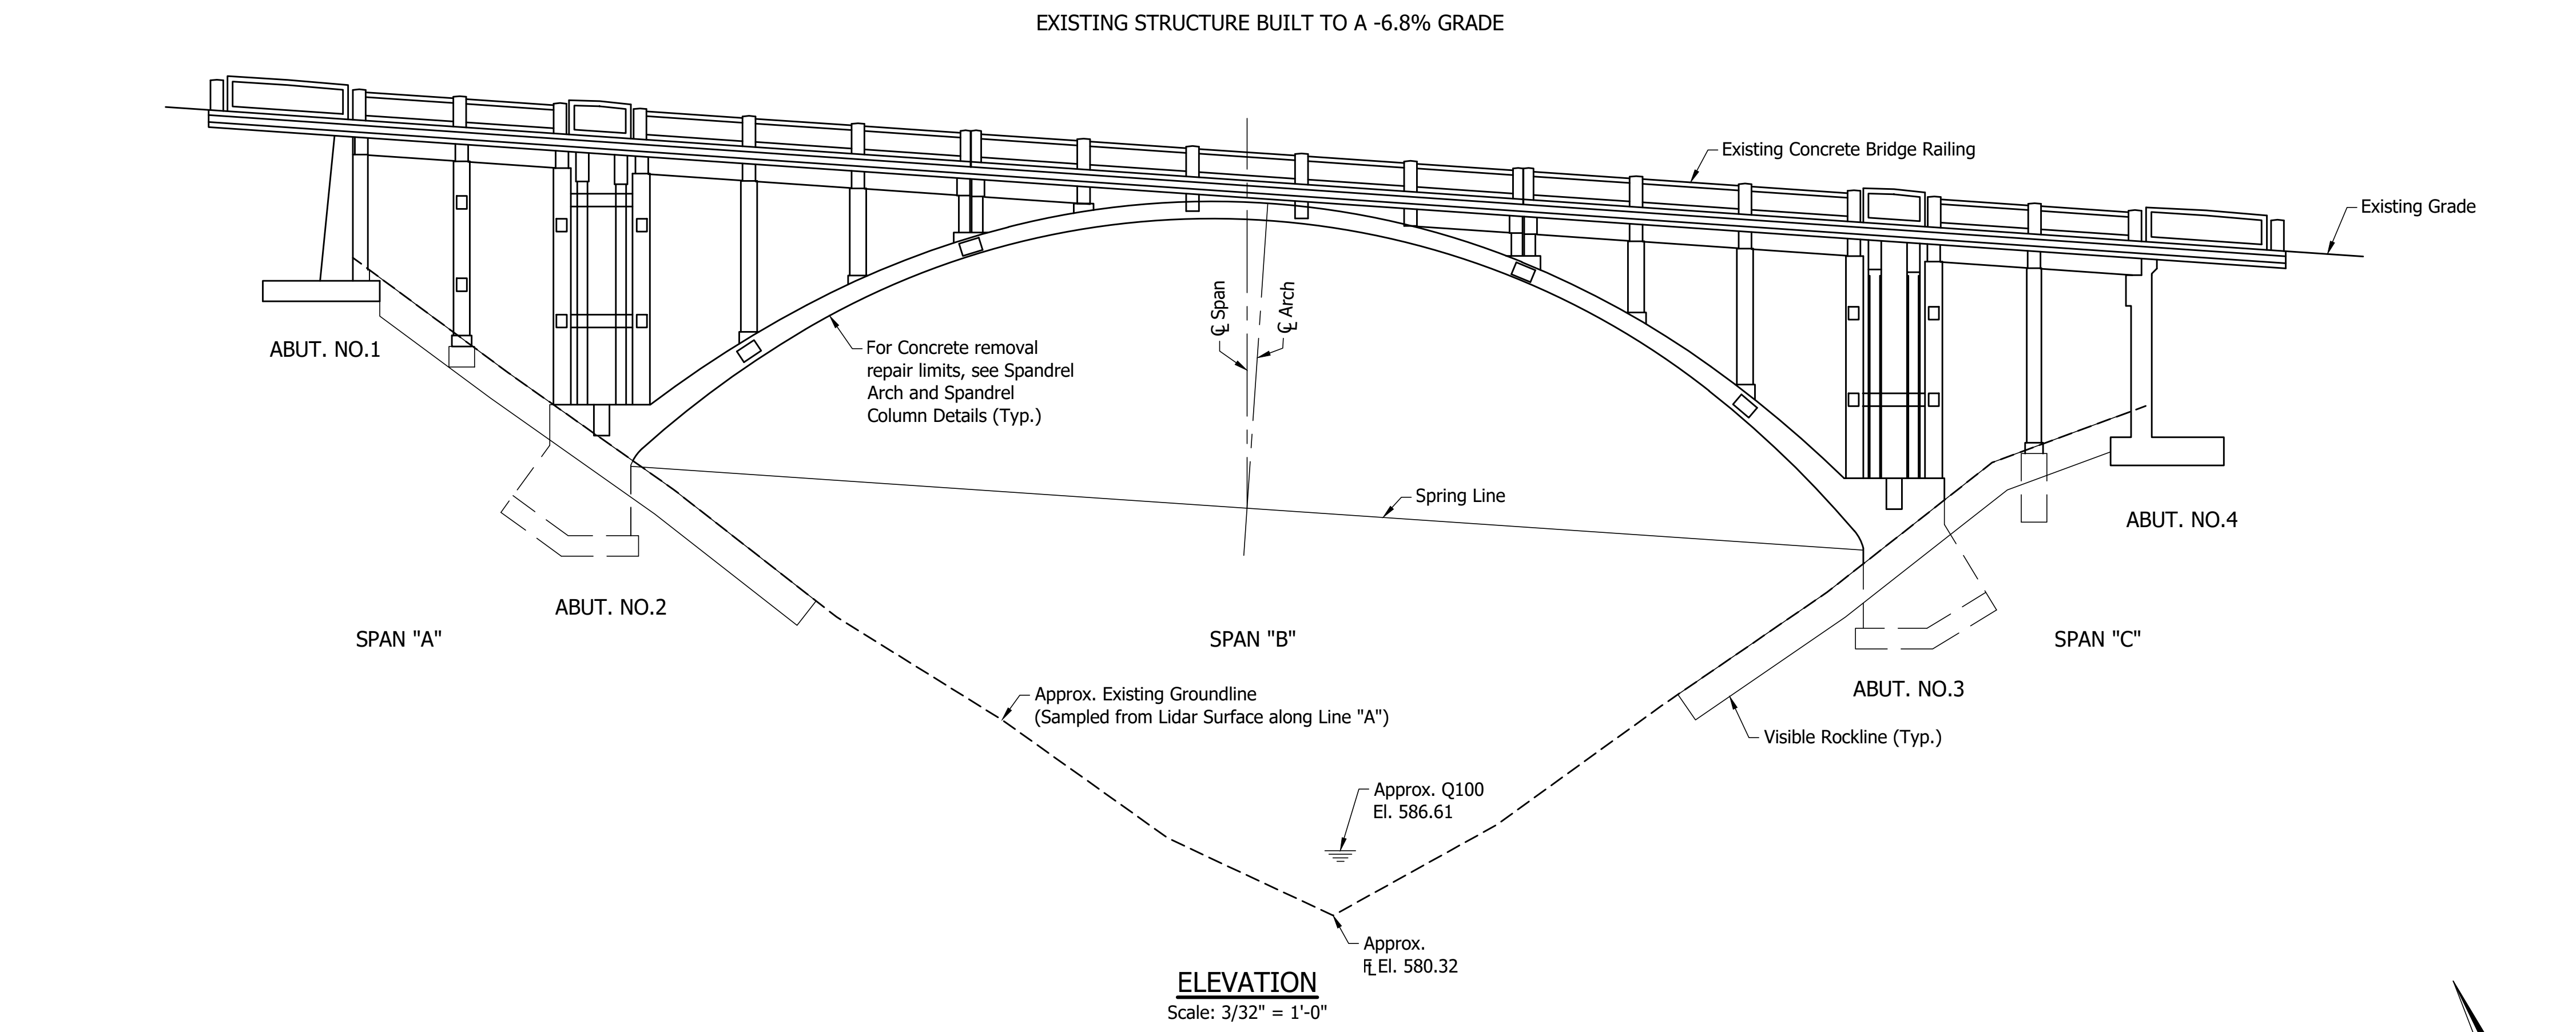 EXISTING STRUCTURE BUILT TO A -6.8% GRADE
Existing Concrete Bridge Railing
Existing Grade
℄ Span
℄ Arch
ABUT. NO.1
For Concrete removal
repair limits, see Spandrel
Arch and Spandrel
Column Details (Typ.)
Spring Line
ABUT. NO.4
ABUT. NO.2
SPAN "A"
SPAN "B"
SPAN "C"
ABUT. NO.3
Approx. Existing Groundline
(Sampled from Lidar Surface along Line "A")
Visible Rockline (Typ.)
Approx. Q100
El. 586.61
Approx.
FL El. 580.32
ELEVATION
Scale: 3/32" = 1'-0"